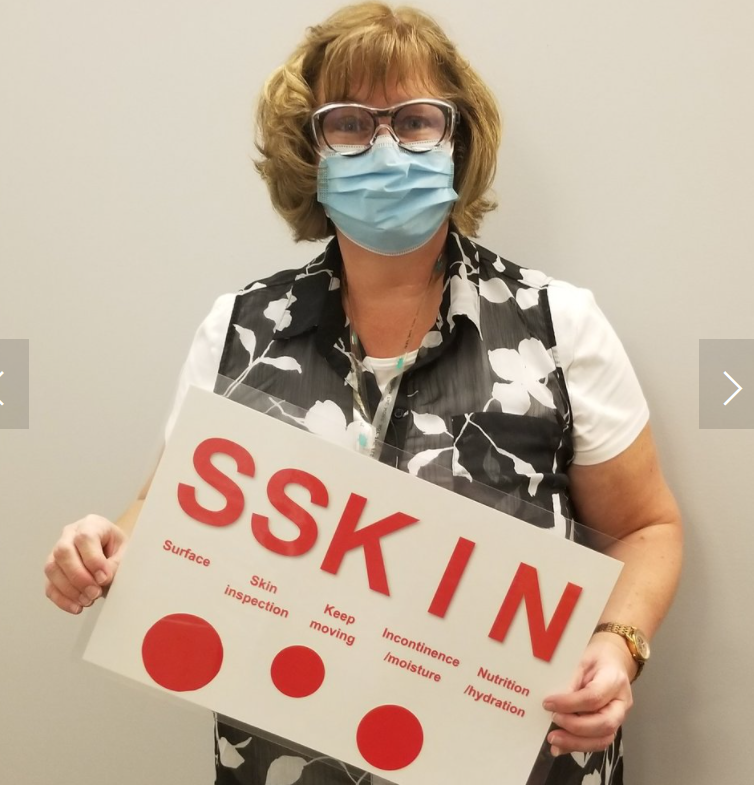 SSKIN
Surface
Skin
inspection
Keep
moving
Incontinence
/moisture
Nutrition
/hydration